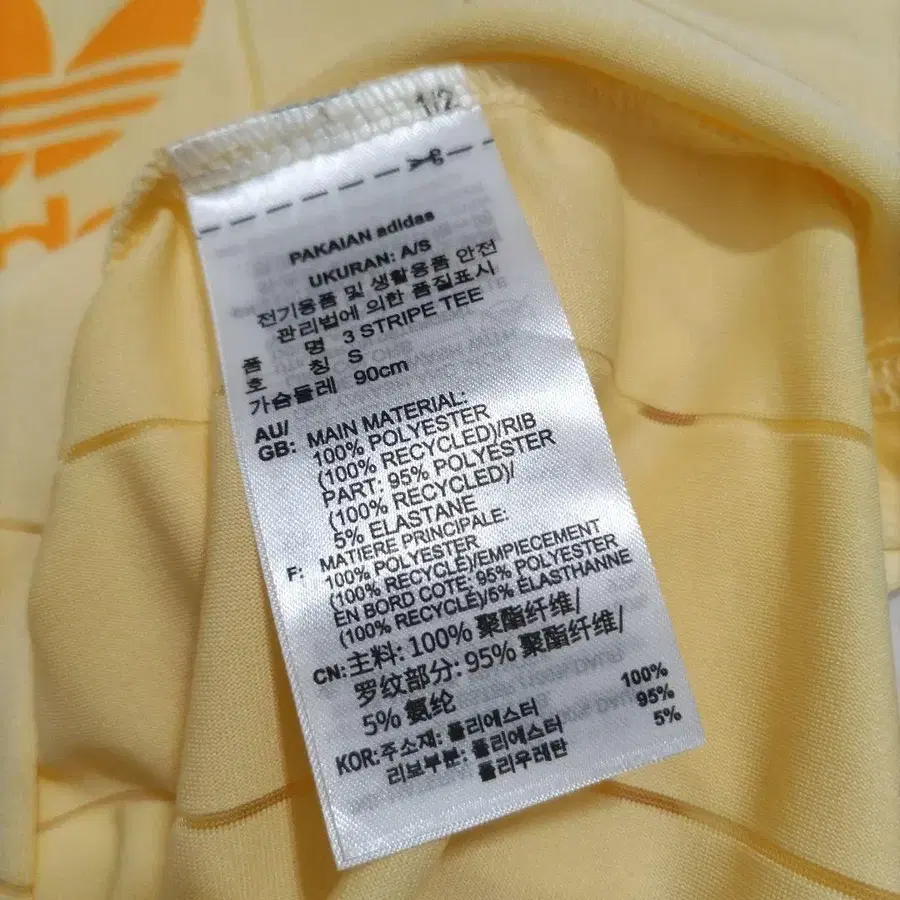 1/2
PAKAIAN adidas
UKURAN: A/S
전기용품 및 생활용품 안전
관리법에 의한 품질표시
품 명 3 STRIPE TEE
호 칭 S
가슴둘레 90cm
AU/
GB: MAIN MATERIAL:
100% POLYESTER
(100% RECYCLED)/RIB
PART: 95% POLYESTER
(100% RECYCLED)/
5% ELASTANE
F: MATIERE PRINCIPALE:
100% POLYESTER
(100% RECYCLE)/EMPIECEMENT
EN BORD COTE: 95% POLYESTER
(100% RECYCLE)/5% ELASTHANNE
CN: 主料: 100% 聚酯纤维/
罗纹部分: 95% 聚酯纤维/
5% 氨纶
KOR: 주소재: 폴리에스터 100%
리브부분: 폴리에스터 95%
폴리우레탄 5%